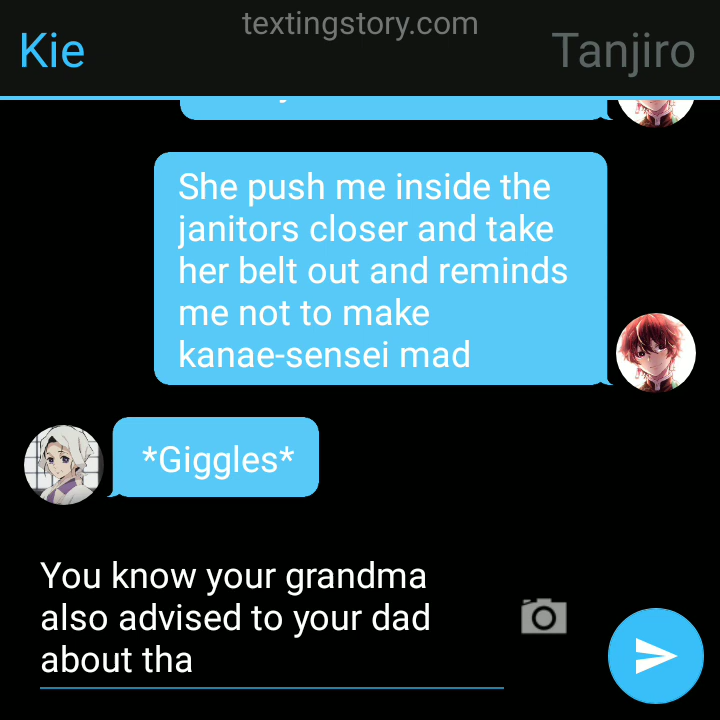 textingstory.com
Kie
Tanjiro
She push me inside the
janitors closer and take
her belt out and reminds
me not to make
kanae-sensei mad
*Giggles*
You know your grandma
also advised to your dad
about tha